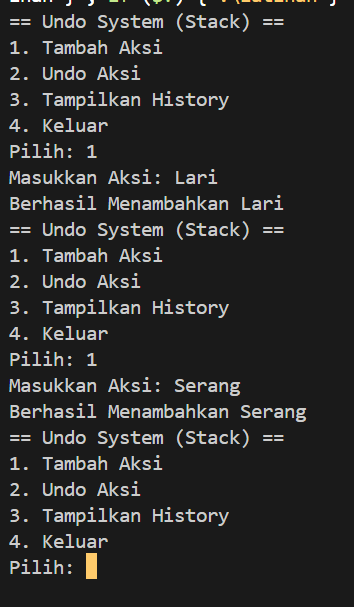 == Undo System (Stack) ==
1. Tambah Aksi
2. Undo Aksi
3. Tampilkan History
4. Keluar
Pilih: 1
Masukkan Aksi: Lari
Berhasil Menambahkan Lari
== Undo System (Stack) ==
1. Tambah Aksi
2. Undo Aksi
3. Tampilkan History
4. Keluar
Pilih: 1
Masukkan Aksi: Serang
Berhasil Menambahkan Serang
== Undo System (Stack) ==
1. Tambah Aksi
2. Undo Aksi
3. Tampilkan History
4. Keluar
Pilih: